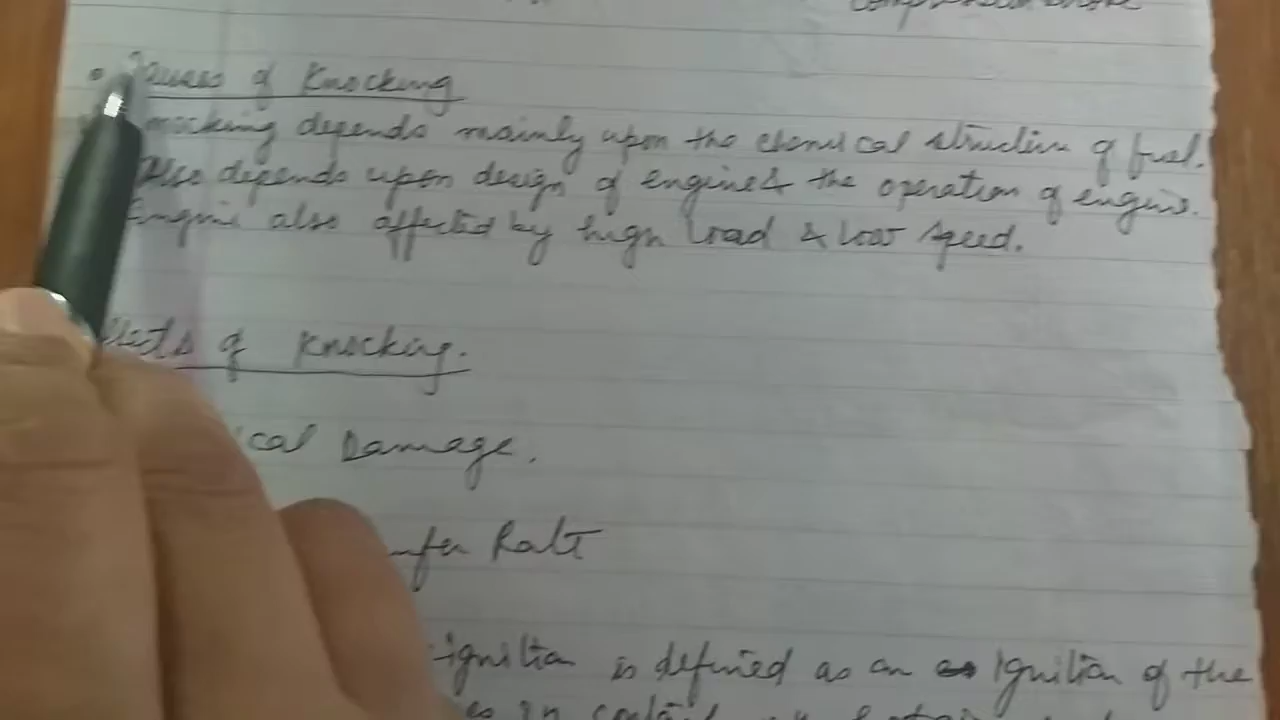 Causes of Knocking
Knocking depends mainly upon the chemical structure of fuel.
Also depends upon design of engine & the operation of engine.
Engine also affected by high Load & Low Speed.
of Knocking.
Damage.
Rate
ignition is defined as an Ignition of the
in